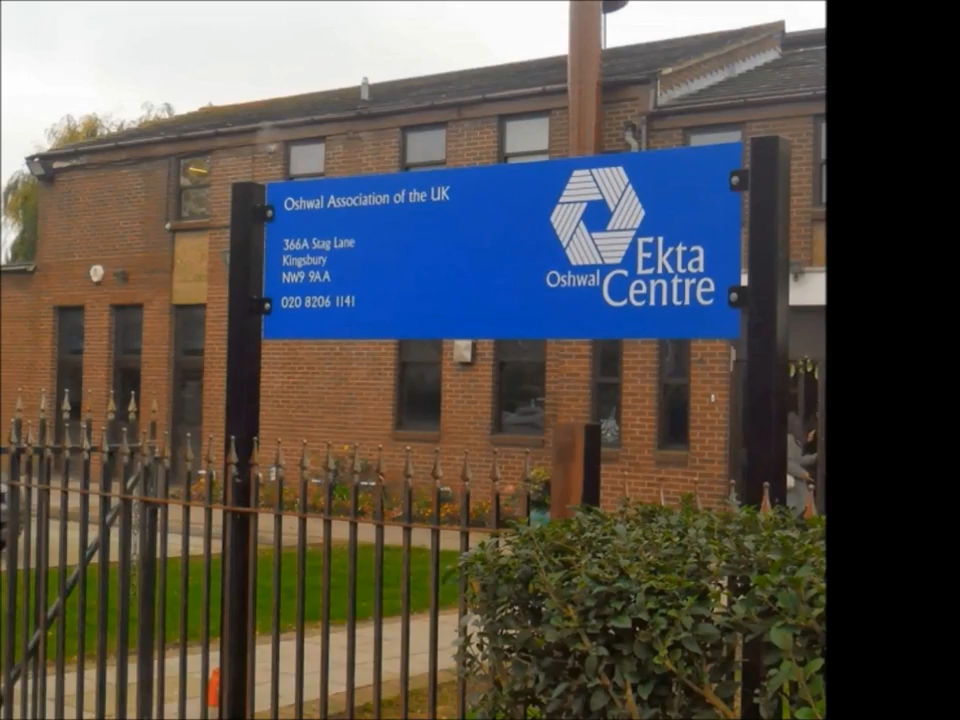 Oshwal Association of the UK
366A Stag Lane
Kingsbury
NW9 9AA
020 8206 1141
Oshwal Ekta
Centre